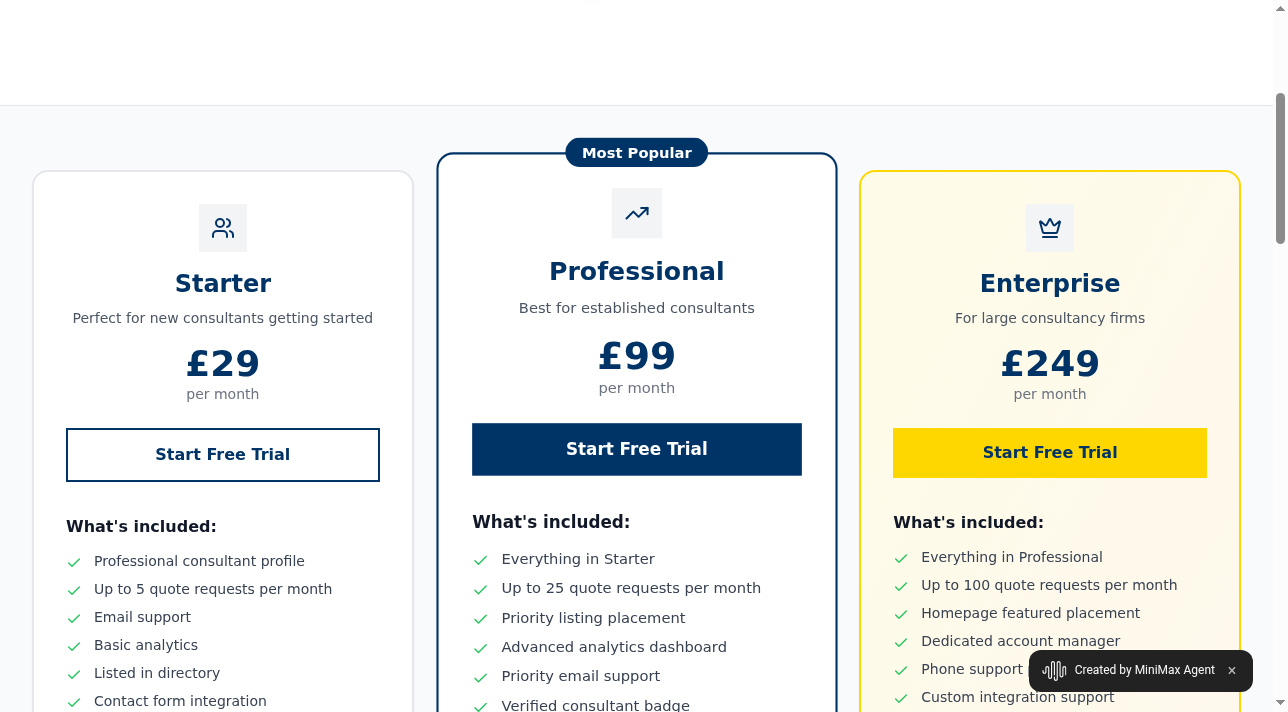 Most Popular
Starter
Perfect for new consultants getting started
£29
per month
Start Free Trial
What's included:
Professional consultant profile
Up to 5 quote requests per month
Email support
Basic analytics
Listed in directory
Contact form integration
Professional
Best for established consultants
£99
per month
Start Free Trial
What's included:
Everything in Starter
Up to 25 quote requests per month
Priority listing placement
Advanced analytics dashboard
Priority email support
Verified consultant badge
Enterprise
For large consultancy firms
£249
per month
Start Free Trial
What's included:
Everything in Professional
Up to 100 quote requests per month
Homepage featured placement
Dedicated account manager
Phone support
Custom integration support
Created by MiniMax Agent